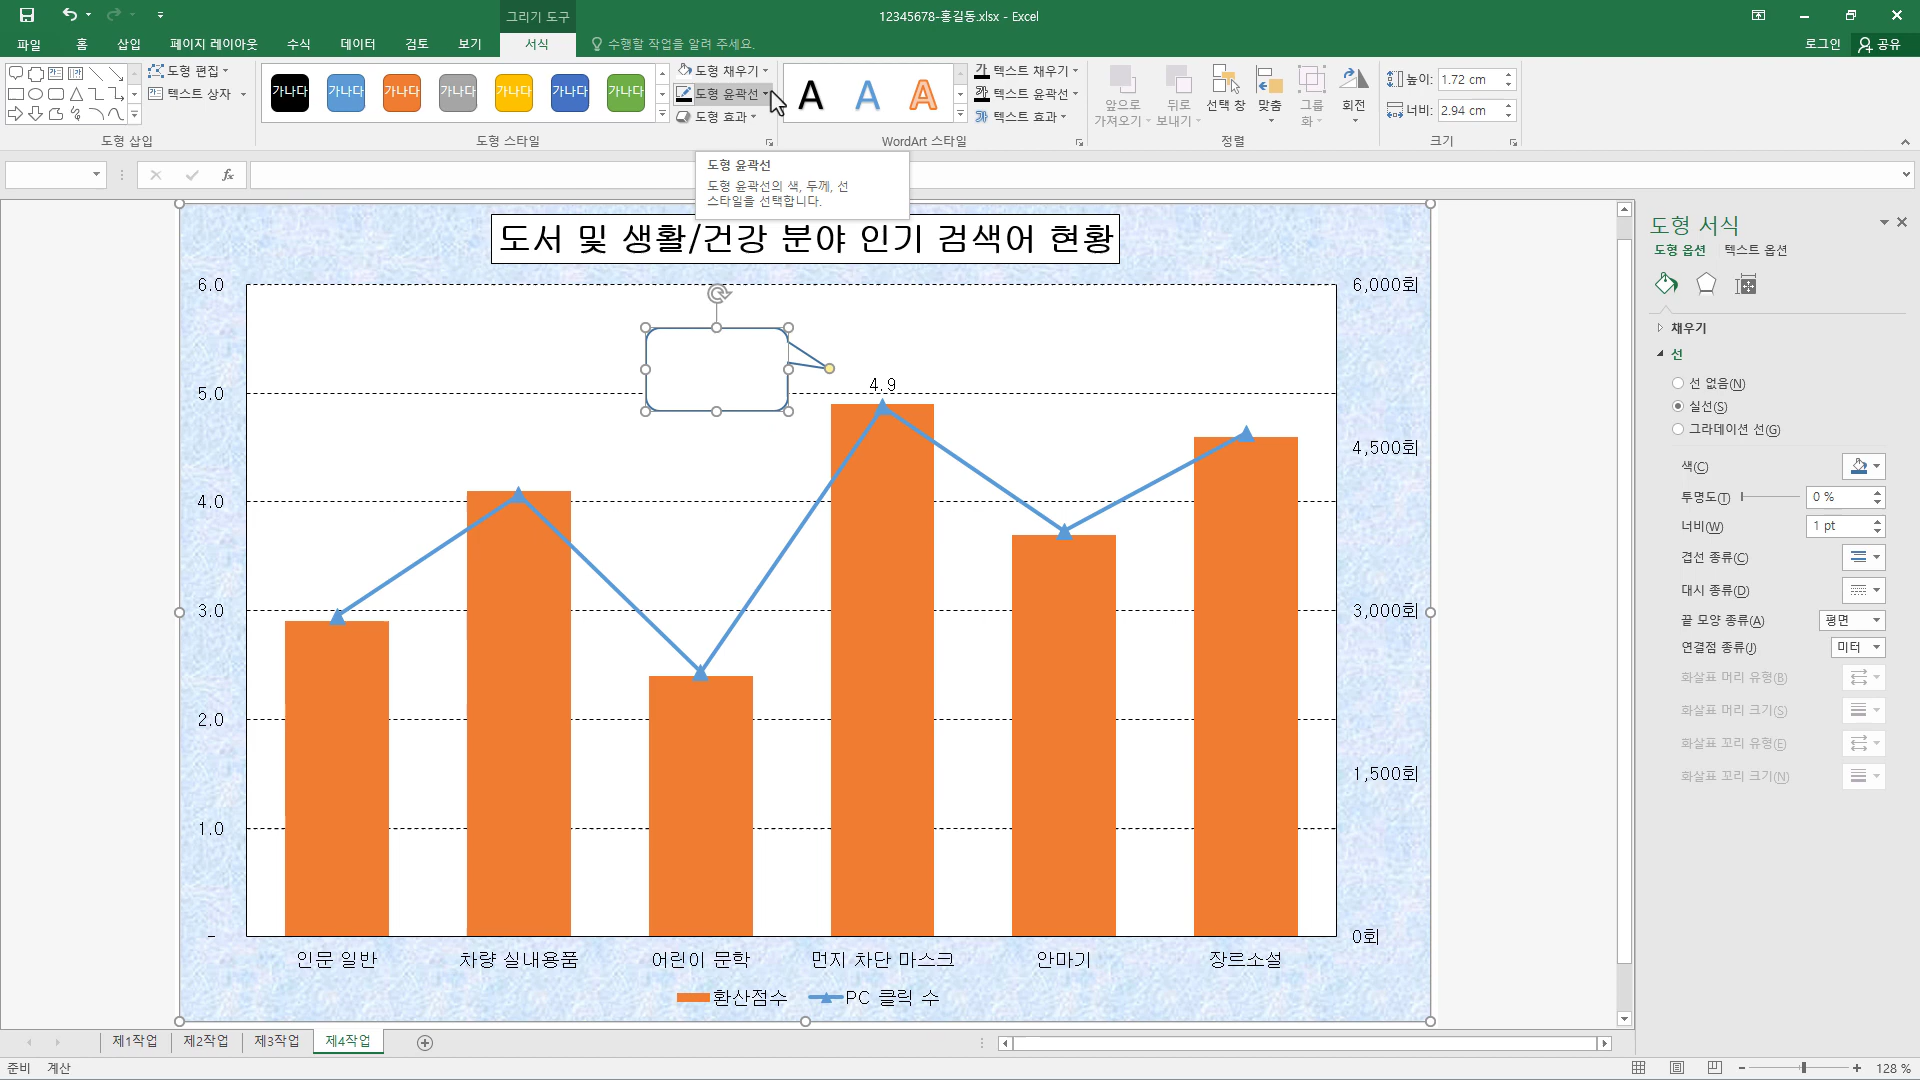 그리기 도구
12345678-홍길동.xlsx - Excel
파일 홈 삽입 페이지 레이아웃 수식 데이터 검토 보기 서식 수행할 작업을 알려 주세요. 로그인 공유
도형 편집
텍스트 상자
도형 삽입
가나다 가나다 가나다 가나다 가나다 가나다 가나다
도형 채우기
도형 윤곽선
도형 효과
도형 스타일
A A A
텍스트 채우기
텍스트 윤곽선
텍스트 효과
WordArt 스타일
앞으로 가져오기
뒤로 보내기
선택 창
맞춤
그룹화
회전
정렬
높이: 1.72 cm
너비: 2.94 cm
크기
fx
도형 윤곽선
도형 윤곽선의 색, 두께, 선
스타일을 선택합니다.
도서 및 생활/건강 분야 인기 검색어 현황
6.0
5.0
4.0
3.0
2.0
1.0
-
4.9
6,000회
4,500회
3,000회
1,500회
0회
인문 일반 차량 실내용품 어린이 문학 먼지 차단 마스크 안마기 장르소설
환산점수 PC 클릭 수
도형 서식
도형 옵션 텍스트 옵션
채우기
선
선 없음(N)
실선(S)
그라데이션 선(G)
색(C)
투명도(T) 0 %
너비(W) 1 pt
겹선 종류(C)
대시 종류(D)
끝 모양 종류(A) 평면
연결점 종류(J) 미터
화살표 머리 유형(B)
화살표 머리 크기(S)
화살표 꼬리 유형(E)
화살표 꼬리 크기(N)
제1작업 제2작업 제3작업 제4작업
준비 계산 128 %